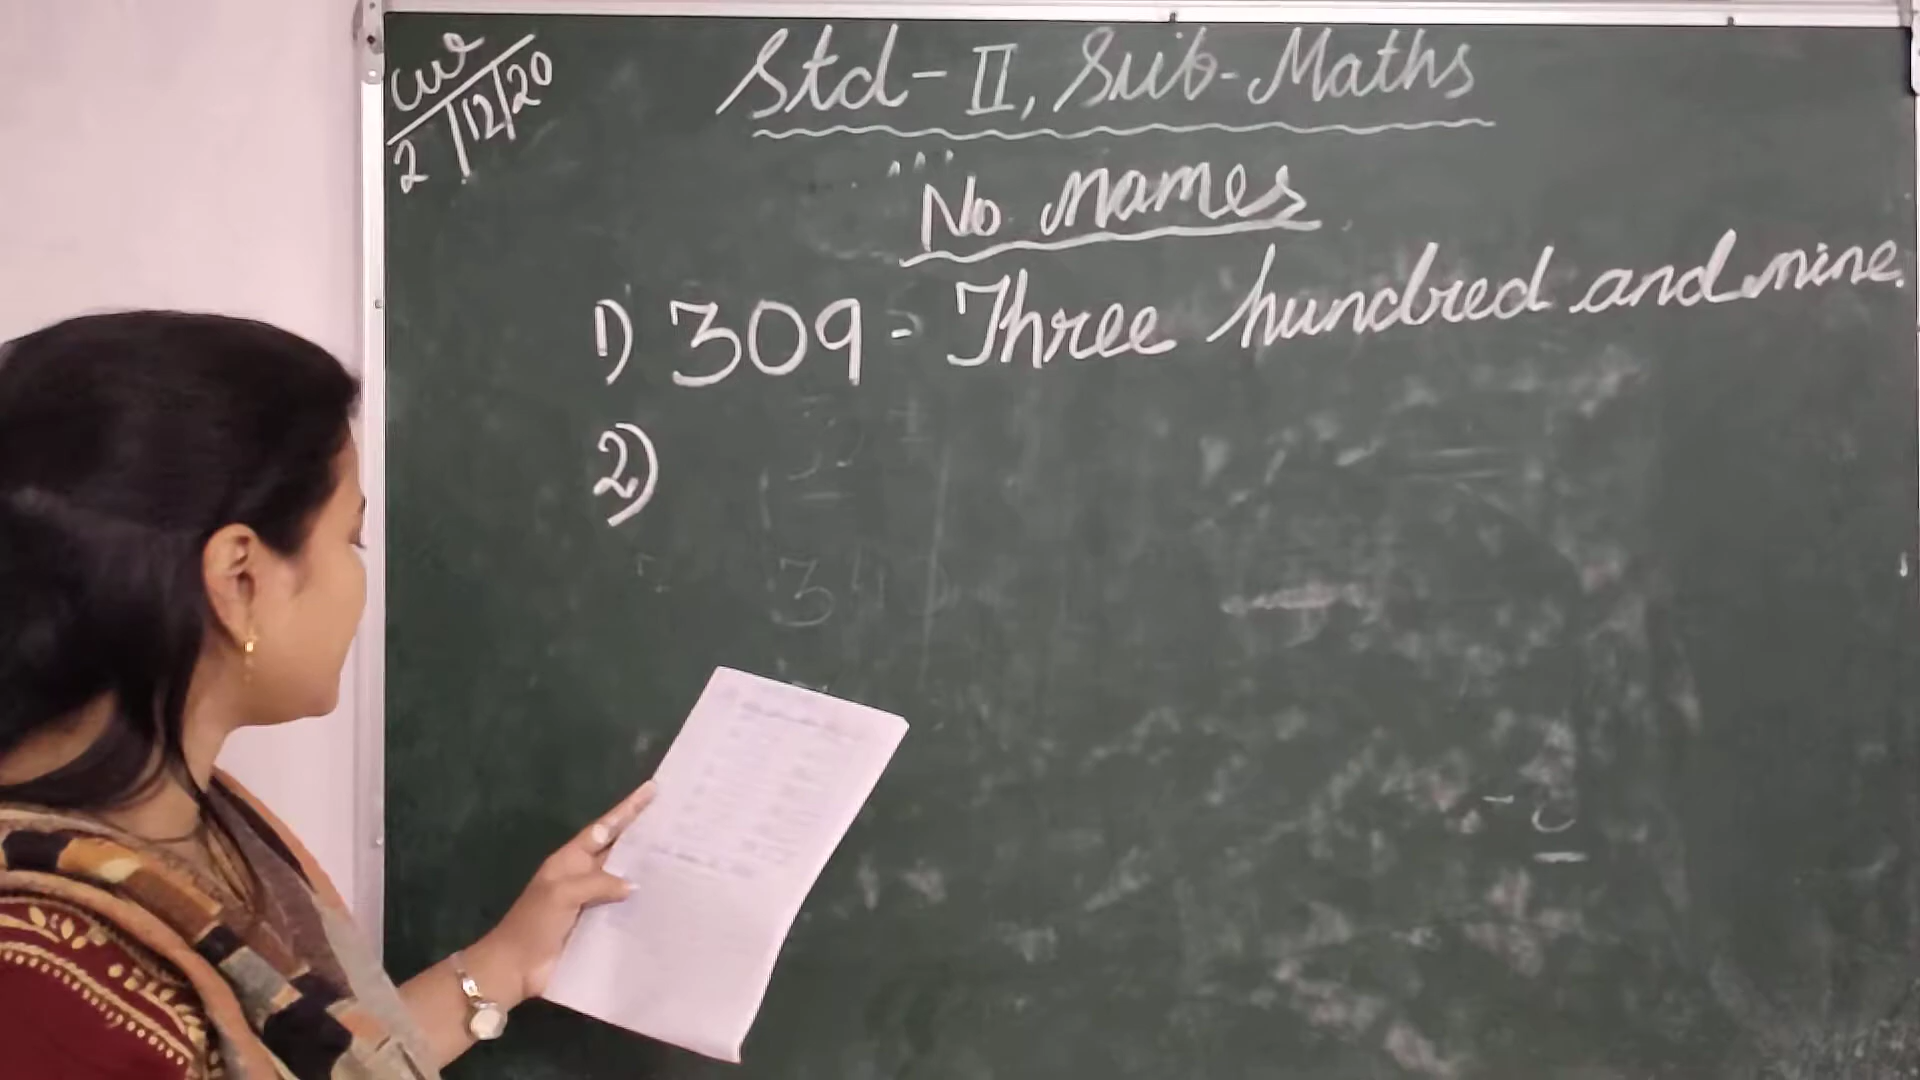 CW
2/12/20
Std-II, Sub-Maths
No names
1) 309 - Three hundred and nine.
2)